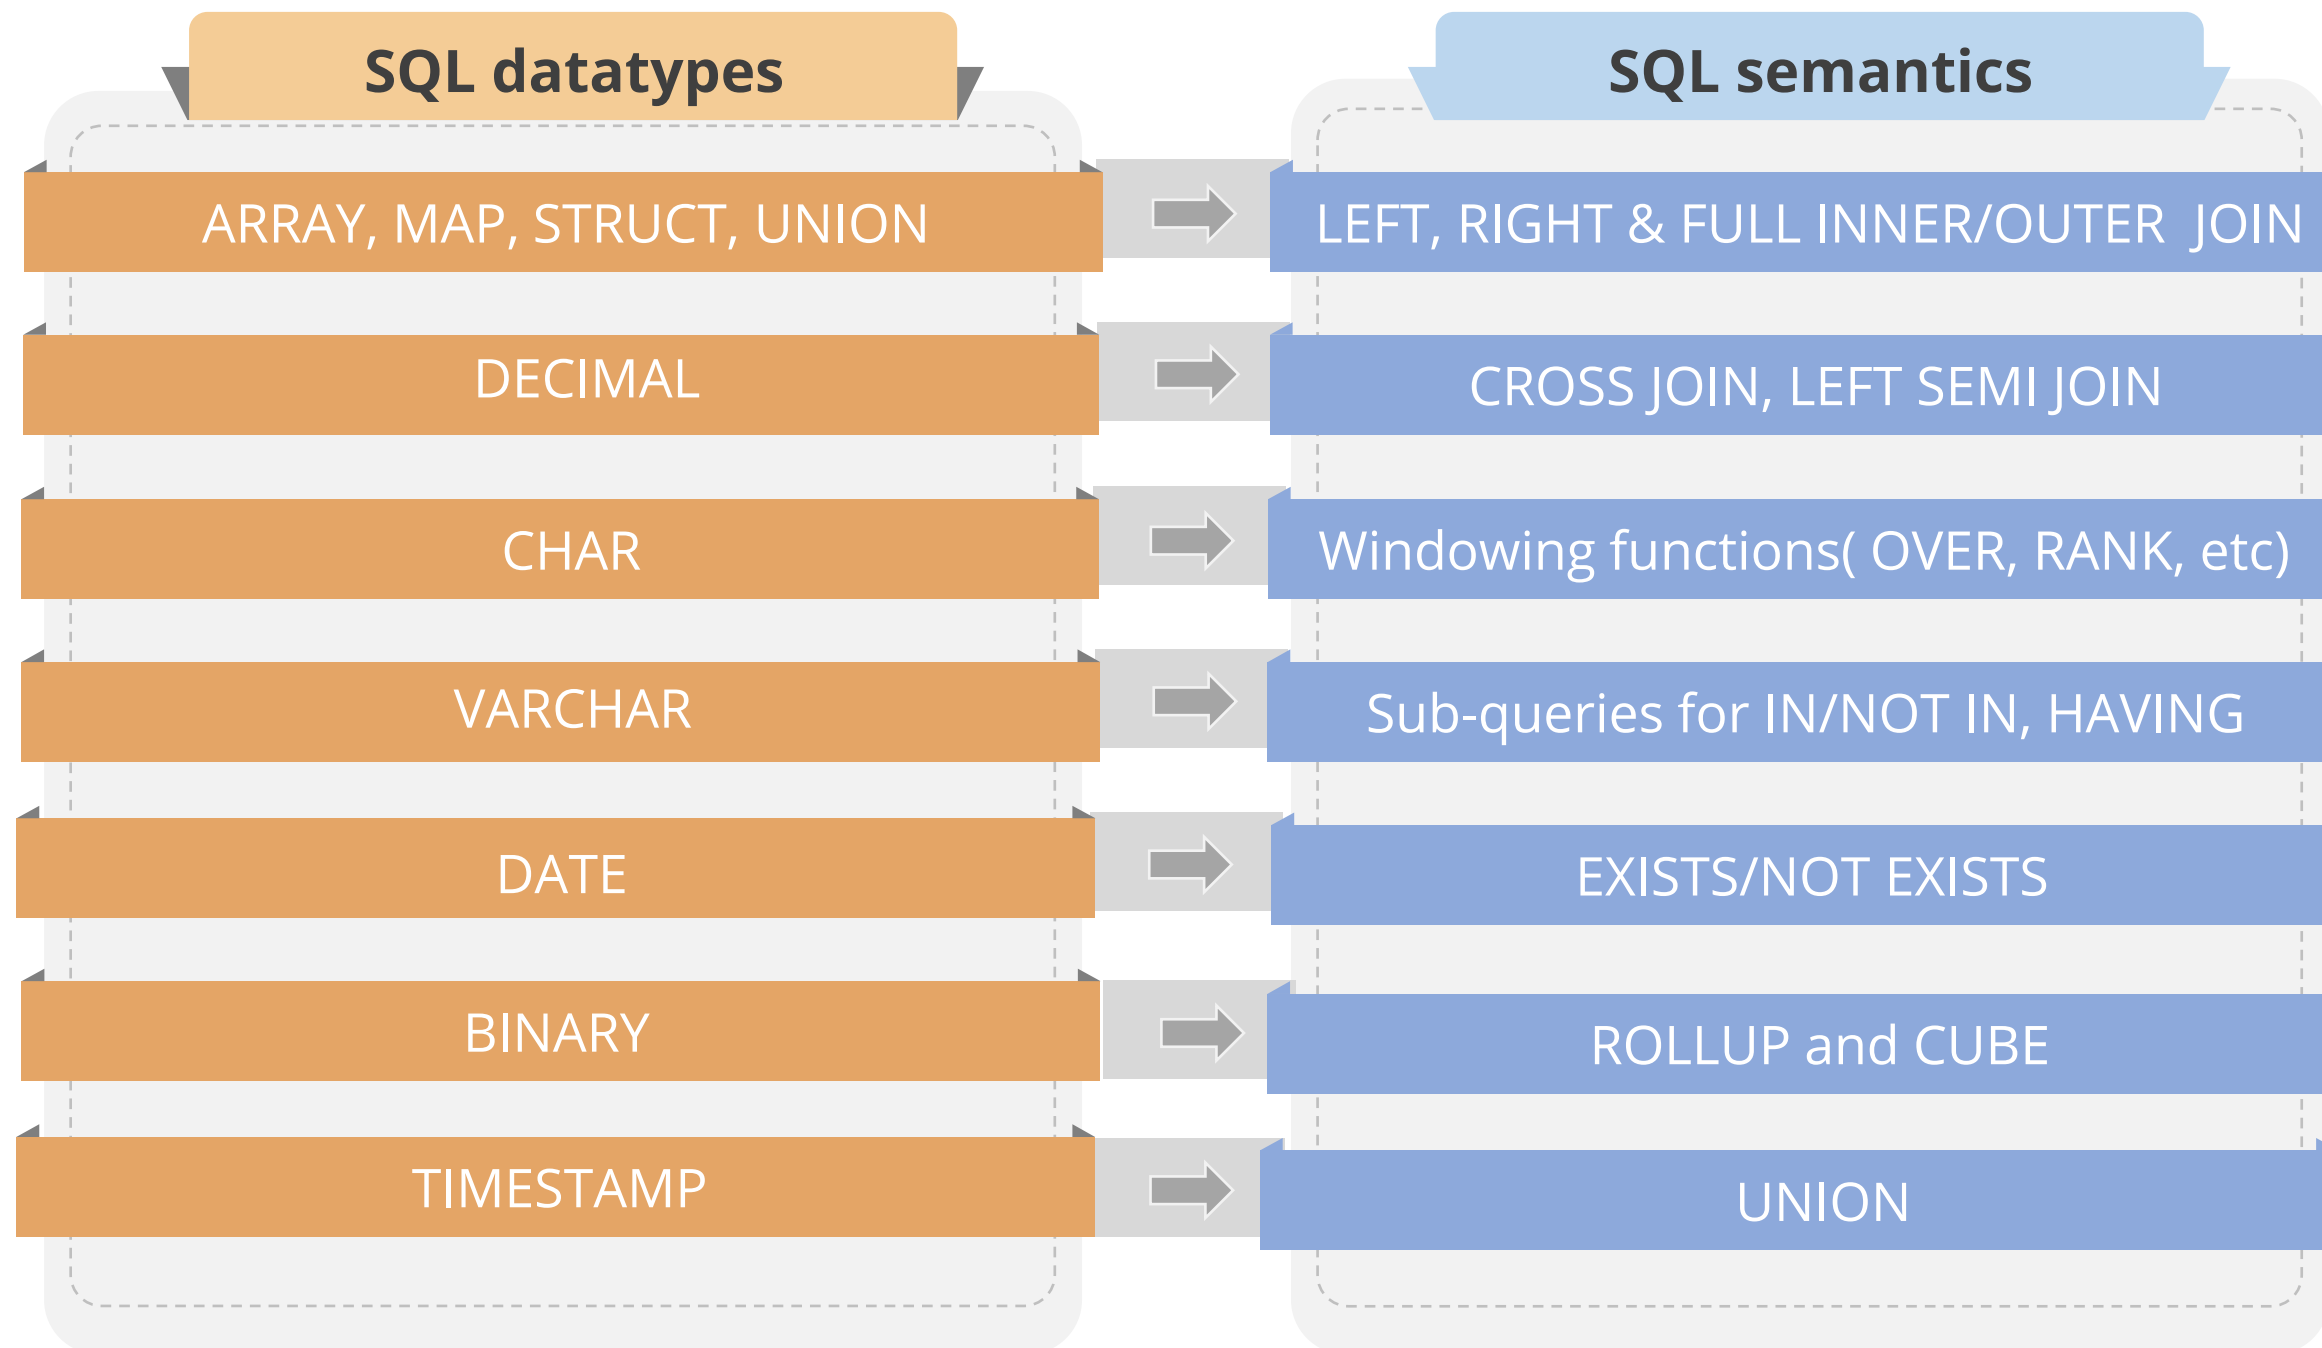 SQL datatypes
SQL semantics
ARRAY, MAP, STRUCT, UNION
LEFT, RIGHT & FULL INNER/OUTER  JOIN
DECIMAL
CROSS JOIN, LEFT SEMI JOIN
CHAR
Windowing functions( OVER, RANK, etc)
VARCHAR
Sub-queries for IN/NOT IN, HAVING
DATE
EXISTS/NOT EXISTS
BINARY
ROLLUP and CUBE
TIMESTAMP
UNION